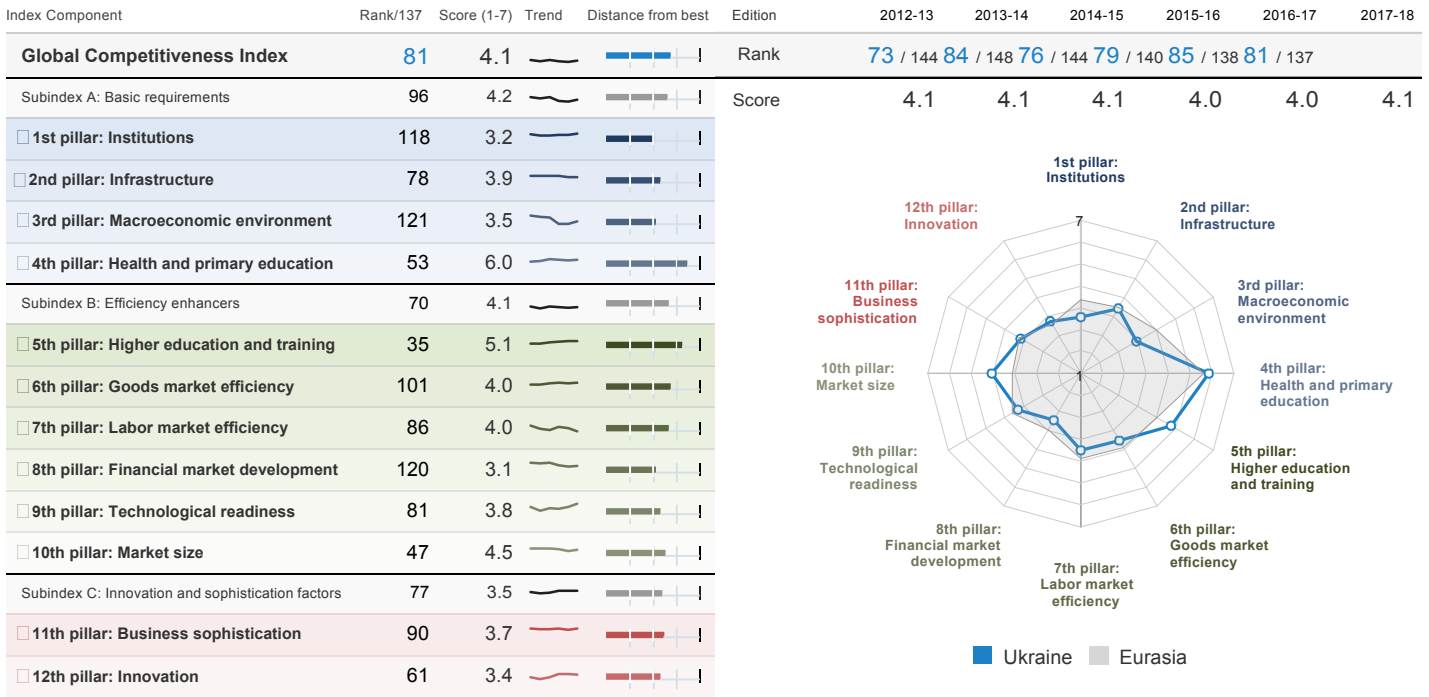 Index Component Rank/137 Score (1-7) Trend Distance from best
Global Competitiveness Index 81 4.1
Subindex A: Basic requirements 96 4.2
1st pillar: Institutions 118 3.2
2nd pillar: Infrastructure 78 3.9
3rd pillar: Macroeconomic environment 121 3.5
4th pillar: Health and primary education 53 6.0
Subindex B: Efficiency enhancers 70 4.1
5th pillar: Higher education and training 35 5.1
6th pillar: Goods market efficiency 101 4.0
7th pillar: Labor market efficiency 86 4.0
8th pillar: Financial market development 120 3.1
9th pillar: Technological readiness 81 3.8
10th pillar: Market size 47 4.5
Subindex C: Innovation and sophistication factors 77 3.5
11th pillar: Business sophistication 90 3.7
12th pillar: Innovation 61 3.4
Edition 2012-13 2013-14 2014-15 2015-16 2016-17 2017-18
Rank 73 / 144 84 / 148 76 / 144 79 / 140 85 / 138 81 / 137
Score 4.1 4.1 4.1 4.0 4.0 4.1
1st pillar:
Institutions
2nd pillar:
Infrastructure
3rd pillar:
Macroeconomic
environment
4th pillar:
Health and primary
education
5th pillar:
Higher education
and training
6th pillar:
Goods market
efficiency
7th pillar:
Labor market
efficiency
8th pillar:
Financial market
development
9th pillar:
Technological
readiness
10th pillar:
Market size
11th pillar:
Business
sophistication
12th pillar:
Innovation
7
1
Ukraine Eurasia